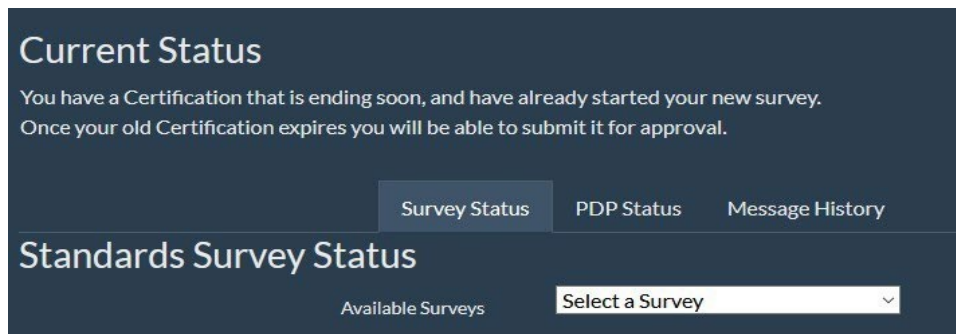 Current Status
You have a Certification that is ending soon, and have already started your new survey.
Once your old Certification expires you will be able to submit it for approval.
Survey Status PDP Status Message History
Standards Survey Status
Available Surveys Select a Survey